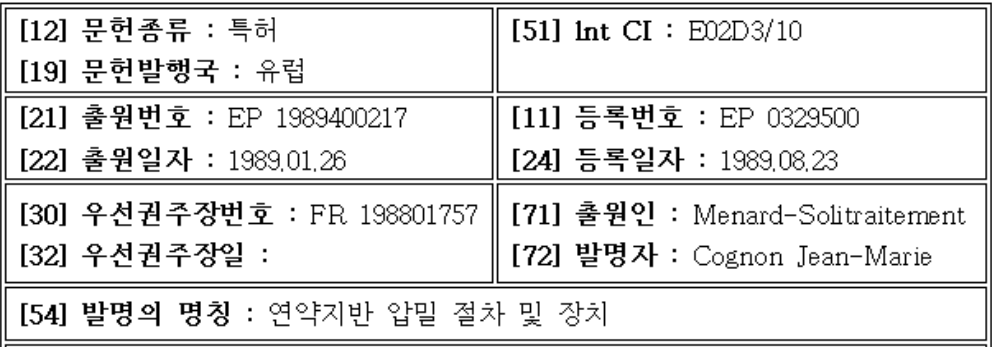 [12] 문헌종류 : 특허
[19] 문헌발행국 : 유럽
[51] Int CI : E02D3/10
[21] 출원번호 : EP 1989400217
[22] 출원일자 : 1989.01.26
[11] 등록번호 : EP 0329500
[24] 등록일자 : 1989.08.23
[30] 우선권주장번호 : FR 198801757
[32] 우선권주장일 :
[71] 출원인 : Menard-Solitraitement
[72] 발명자 : Cognon Jean-Marie
[54] 발명의 명칭 : 연약지반 압밀 절차 및 장치